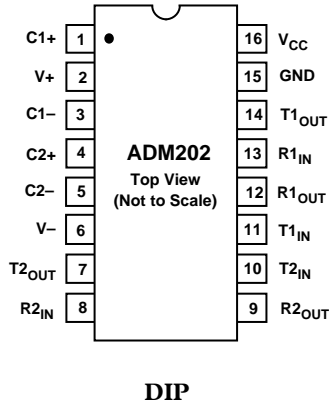 C1+ 1
V+ 2
C1– 3
C2+ 4
C2– 5
V– 6
T2OUT 7
R2IN 8
ADM202
Top View
(Not to Scale)
16 VCC
15 GND
14 T1OUT
13 R1IN
12 R1OUT
11 T1IN
10 T2IN
9 R2OUT
DIP